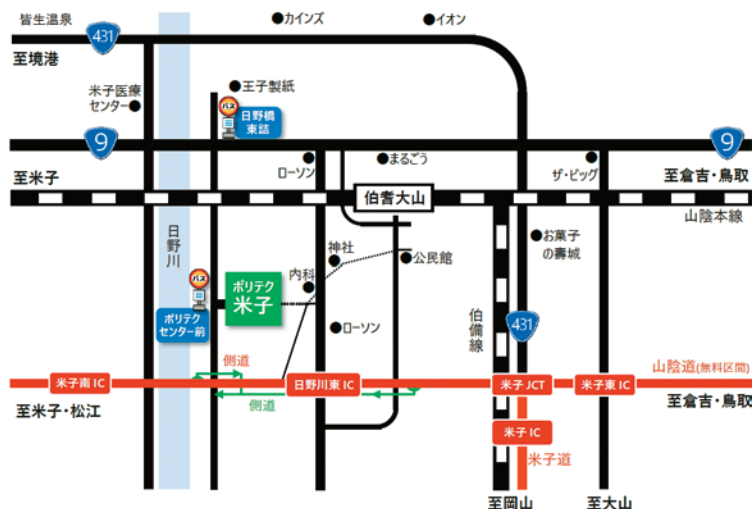 皆生温泉
431
至境港
●カインズ
●イオン
米子医療
センター●
●王子製紙
バス
日野橋
東詰
9
9
至米子
ローソン
●まるごう
ザ・ビッグ
至倉吉・鳥取
伯耆大山
山陰本線
日野川
神社
●公民館
●お菓子
の壽城
内科
バス
ポリテク
センター前
ポリテク
米子
●ローソン
伯備線
431
側道
山陰道(無料区間)
米子南 IC
日野川東 IC
米子 JCT
米子東 IC
側道
至米子・松江
至倉吉・鳥取
米子 IC
米子道
至岡山
至大山